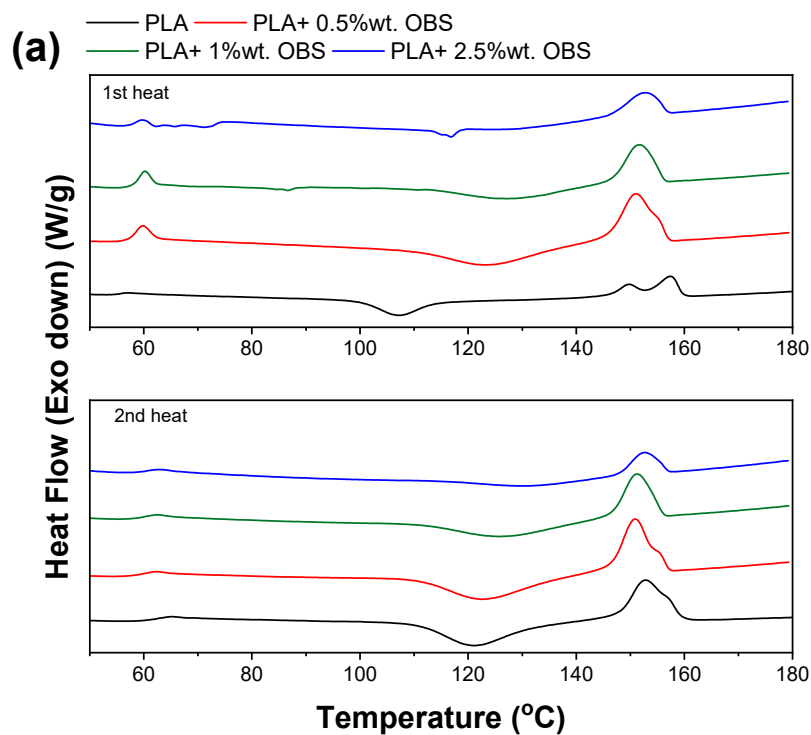 (a)
PLA PLA+ 0.5%wt. OBS
PLA+ 1%wt. OBS PLA+ 2.5%wt. OBS
1st heat
60 80 100 120 140 160 180
2nd heat
60 80 100 120 140 160 180
Heat Flow (Exo down) (W/g)
Temperature (°C)